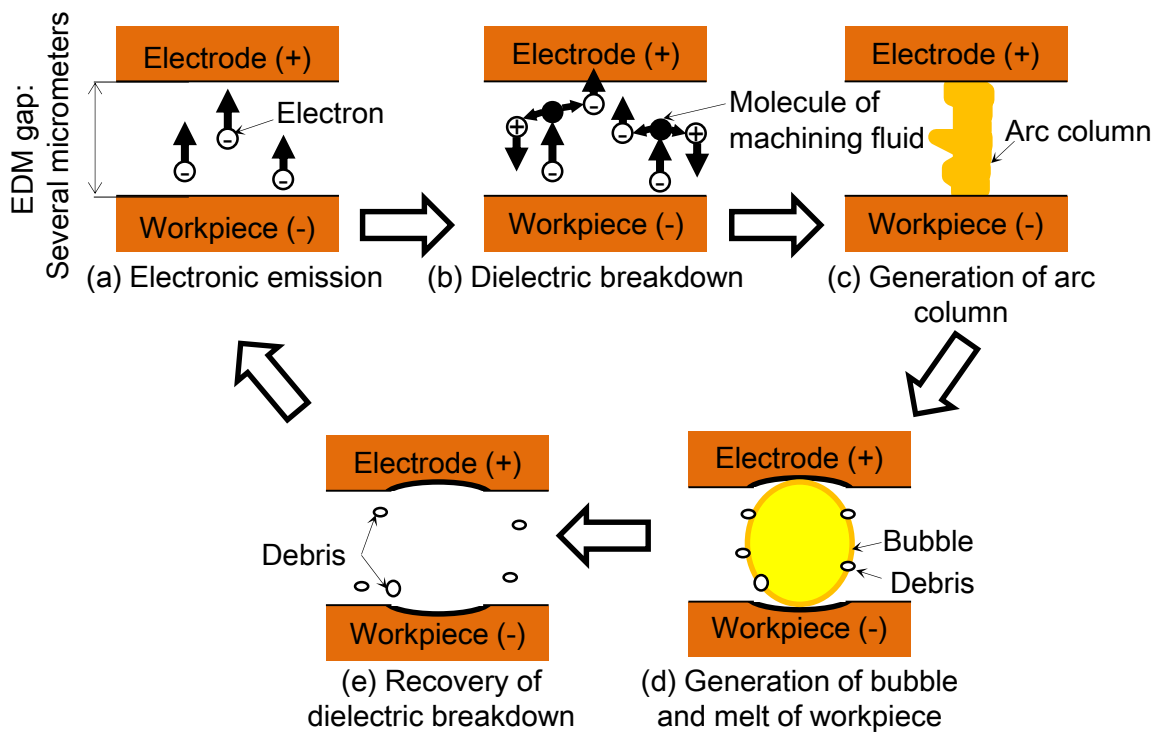 EDM gap:
Several micrometers
Electrode (+)
Electron
-
-
-
Workpiece (-)
(a) Electronic emission
Electrode (+)
Molecule of
machining fluid
+
-
-
+
-
-
Workpiece (-)
(b) Dielectric breakdown
Electrode (+)
Arc column
Workpiece (-)
(c) Generation of arc
column
Electrode (+)
Debris
Workpiece (-)
(e) Recovery of
dielectric breakdown
Electrode (+)
Bubble
Debris
Workpiece (-)
(d) Generation of bubble
and melt of workpiece